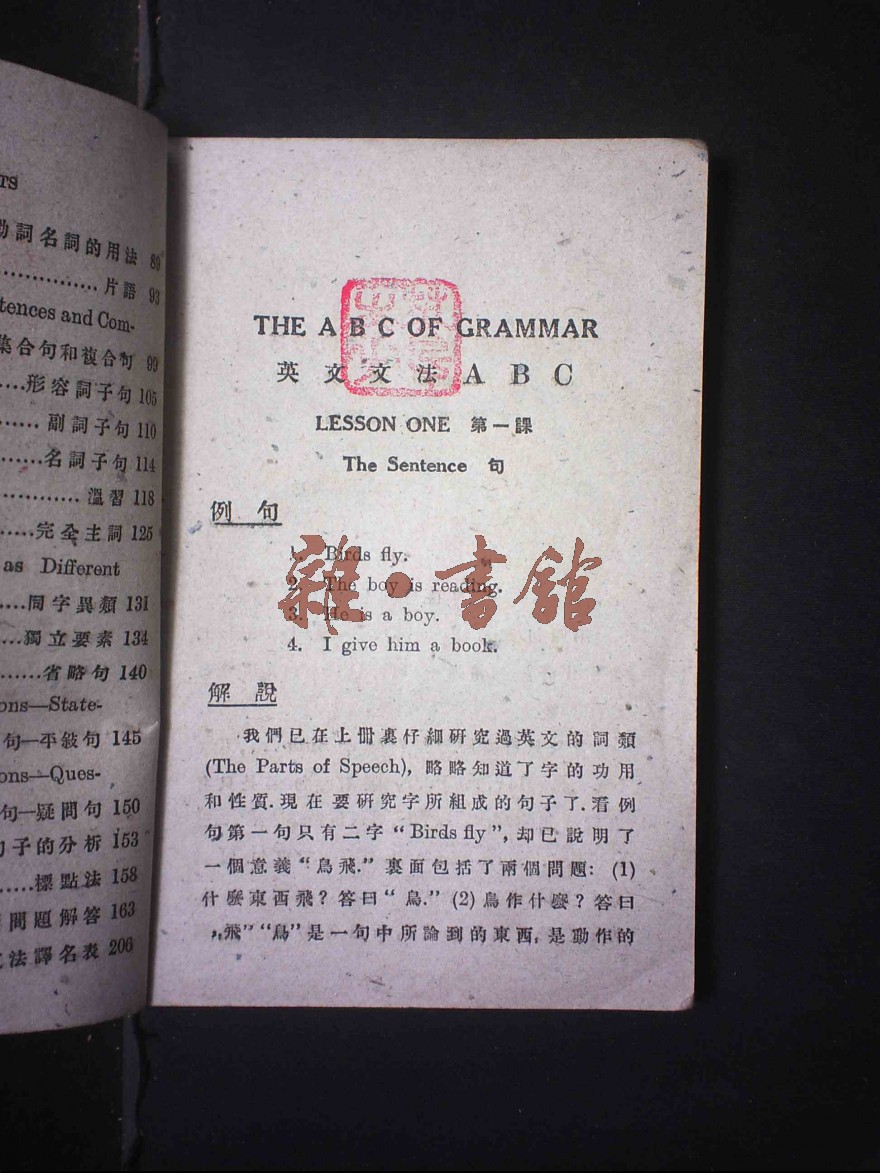 動詞名詞的用法 89
片語 93
tences and Com-
集合句和複合句 99
形容詞子句 105
副詞子句 110
名詞子句 114
溫習 118
完全主詞 125
as Different
同字異類 131
獨立要素 134
省略句 140
ons—State-
句—平敍句 145
ons—Ques-
句—疑問句 150
句子的分析 153
標點法 158
問題解答 163
法譯名表 206
THE A B C OF GRAMMAR
英文文法 A B C
LESSON ONE 第一課
The Sentence 句
例句
1. Birds fly.
2. The boy is reading.
3. He is a boy.
4. I give him a book.
雜·書館
解說
我們已在上冊裏仔細研究過英文的詞類
(The Parts of Speech), 略略知道了字的功用
和性質.現在要研究字所組成的句子了.看例
句第一句只有二字“Birds fly”,却已說明了
一個意義“鳥飛.”裏面包括了兩個問題: (1)
什麼東西飛?答曰“鳥.” (2)鳥作什麼?答曰
„飛”“鳥”是一句中所論到的東西,是動作的